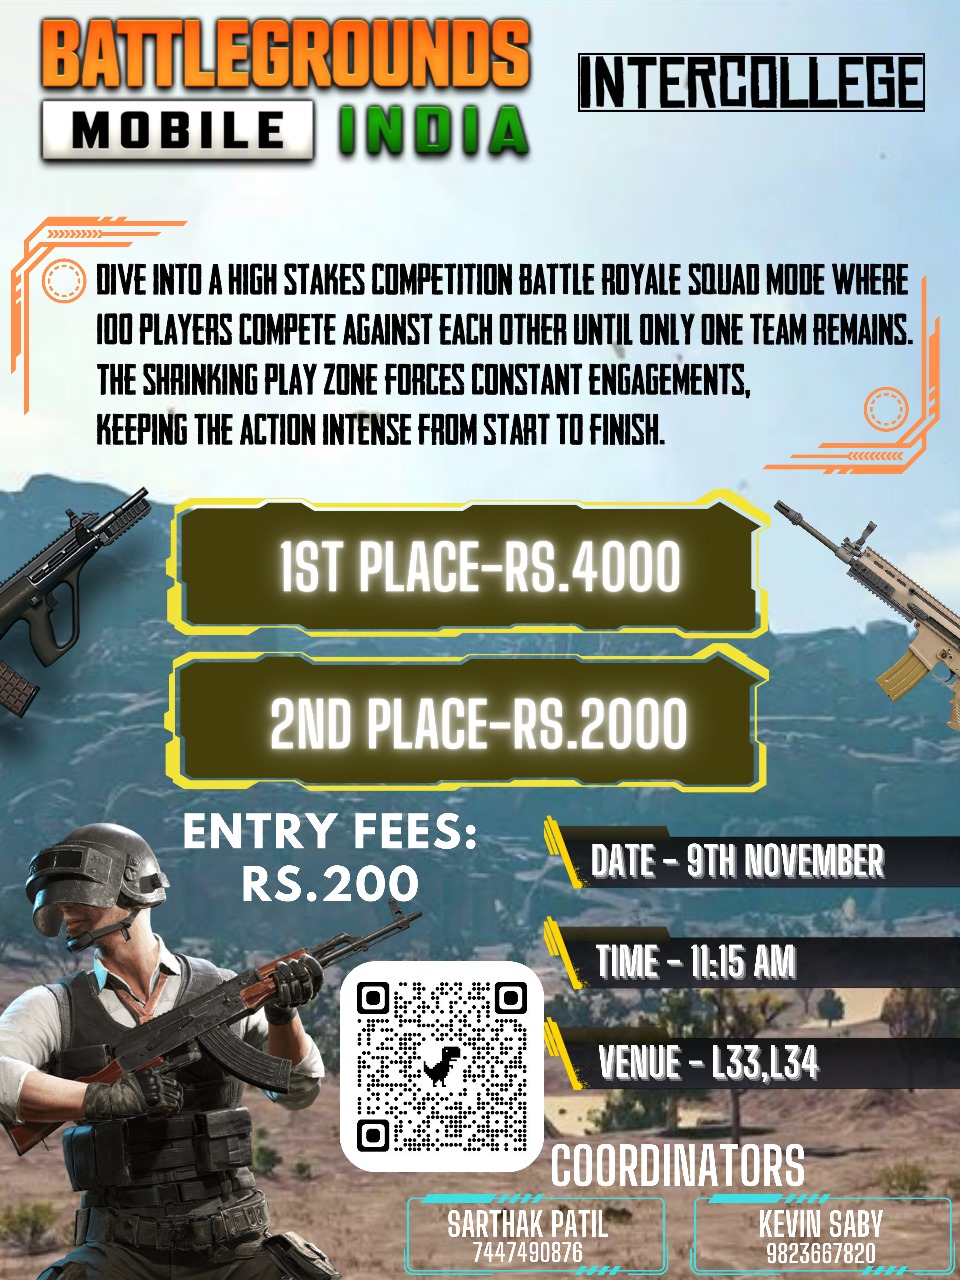 BATTLEGROUNDS
MOBILE INDIA
INTERCOLLEGE
DIVE INTO A HIGH STAKES COMPETITION BATTLE ROYALE SQUAD MODE WHERE
100 PLAYERS COMPETE AGAINST EACH OTHER UNTIL ONLY ONE TEAM REMAINS.
THE SHRINKING PLAY ZONE FORCES CONSTANT ENGAGEMENTS,
KEEPING THE ACTION INTENSE FROM START TO FINISH.
1ST PLACE-RS.4000
2ND PLACE-RS.2000
ENTRY FEES:
RS.200
DATE - 9TH NOVEMBER
TIME - 11:15 AM
VENUE - L33,L34
COORDINATORS
SARTHAK PATIL
7447490876
KEVIN SABY
9823667820